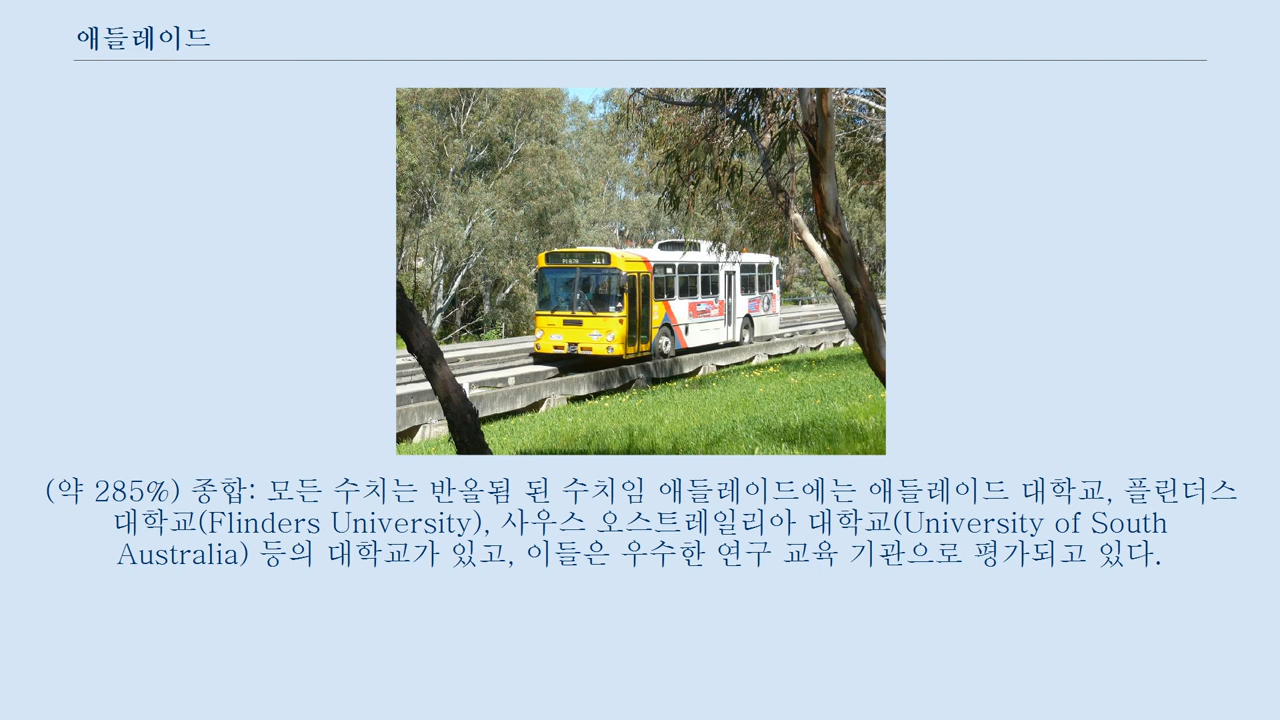 애들레이드
(약 285%) 종합: 모든 수치는 반올됨 된 수치임 애들레이드에는 애들레이드 대학교, 플린더스
대학교(Flinders University), 사우스 오스트레일리아 대학교(University of South
Australia) 등의 대학교가 있고, 이들은 우수한 연구 교육 기관으로 평가되고 있다.